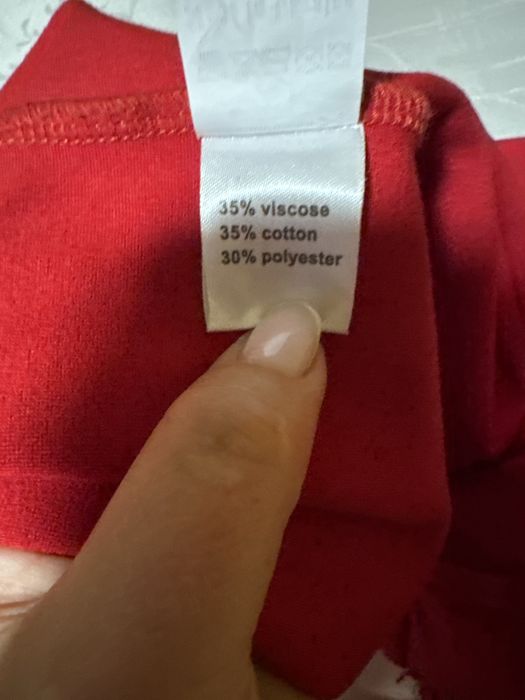 35% viscose
35% cotton
30% polyester